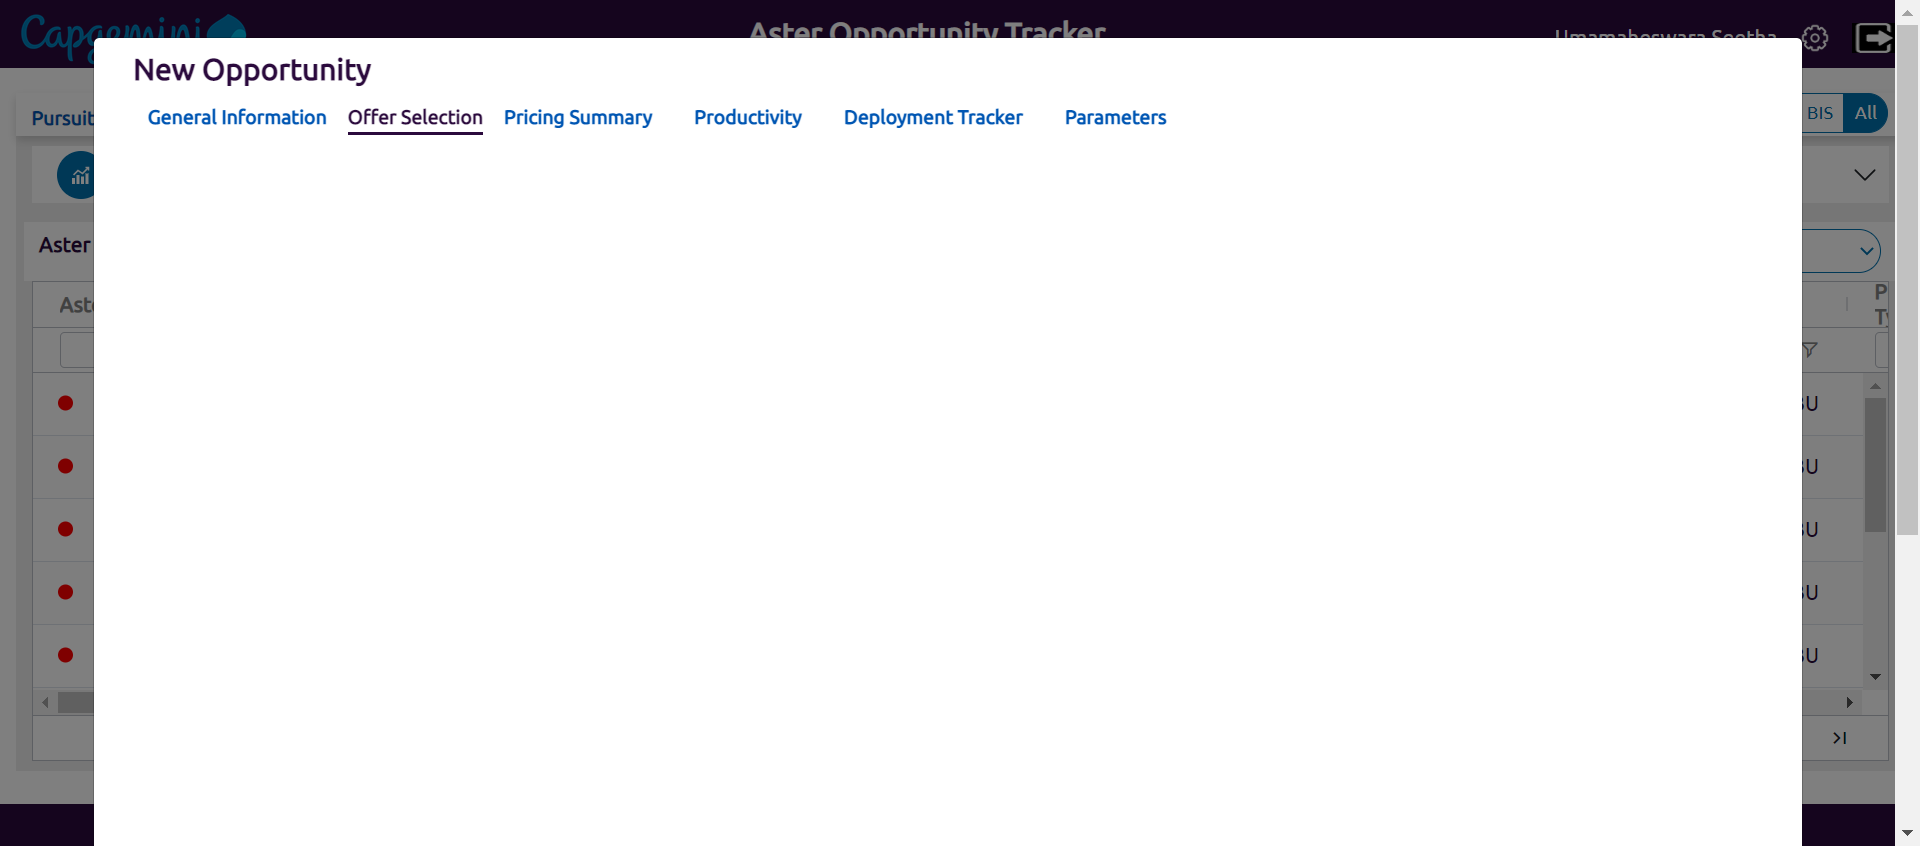 Capgemini
Aster Opportunity Tracker
Umamaheswara Seetha
New Opportunity
General Information
Offer Selection
Pricing Summary
Productivity
Deployment Tracker
Parameters
Pursuit
BIS
All
Aster